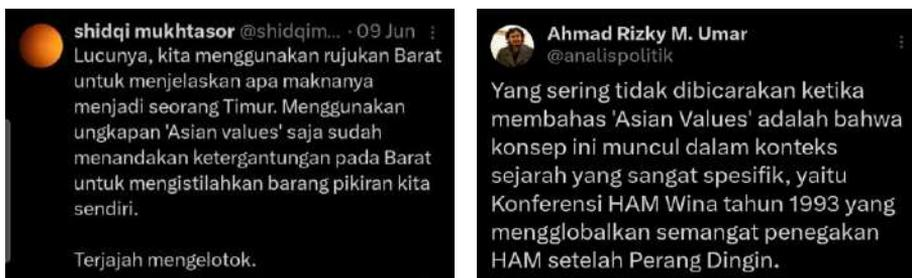 shidqi mukhtasor @shidqim... · 09 Jun
Lucunya, kita menggunakan rujukan Barat
untuk menjelaskan apa maknanya
menjadi seorang Timur. Menggunakan
ungkapan 'Asian values' saja sudah
menandakan ketergantungan pada Barat
untuk mengistilahkan barang pikiran kita
sendiri.
Terjajah mengelotok.
Ahmad Rizky M. Umar
@analispolitik
Yang sering tidak dibicarakan ketika
membahas 'Asian Values' adalah bahwa
konsep ini muncul dalam konteks
sejarah yang sangat spesifik, yaitu
Konferensi HAM Wina tahun 1993 yang
mengglobalkan semangat penegakan
HAM setelah Perang Dingin.